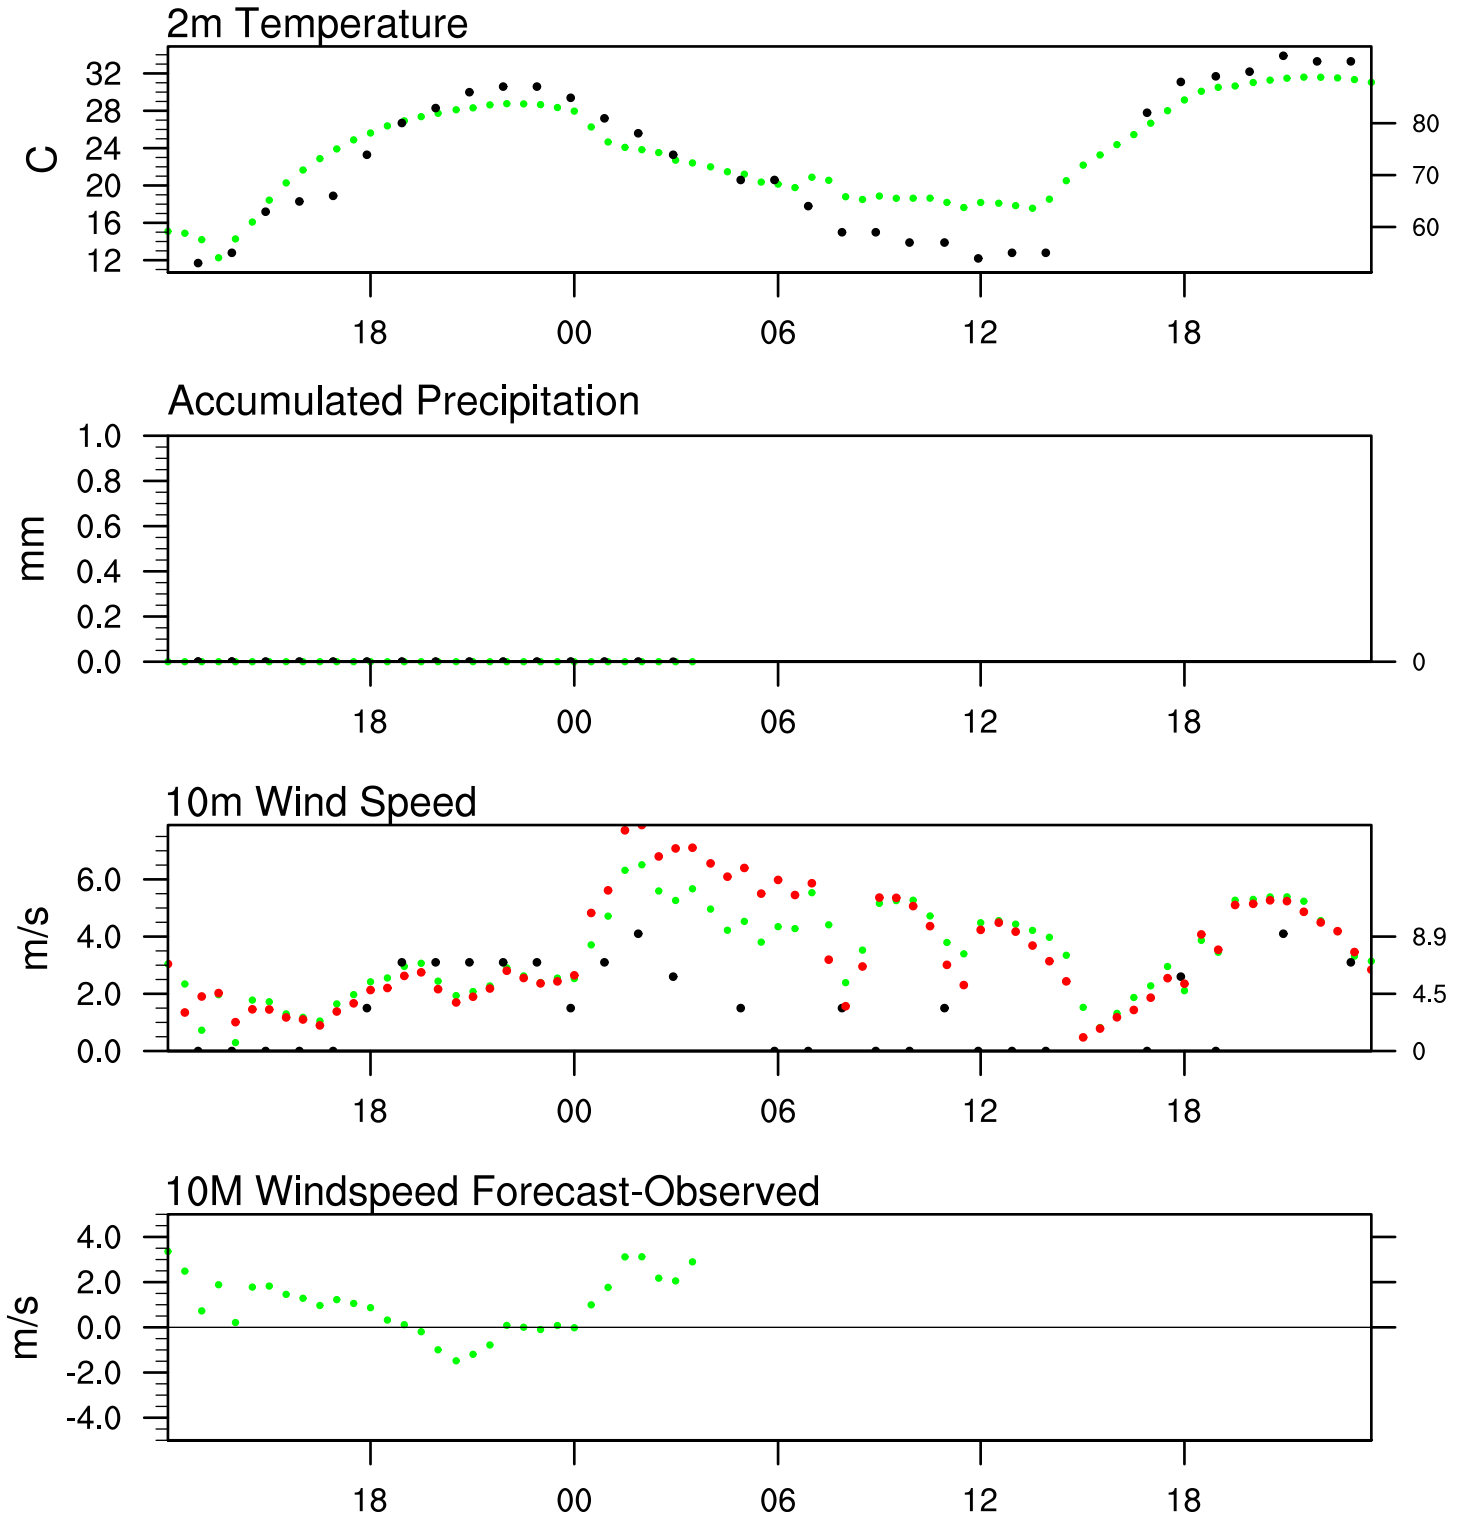 2m Temperature
32
28
24
20
16
12
C
80
70
60
18 00 06 12 18
Accumulated Precipitation
1.0
0.8
0.6
0.4
0.2
0.0
mm
0
18 00 06 12 18
10m Wind Speed
6.0
4.0
2.0
0.0
m/s
8.9
4.5
0
18 00 06 12 18
10M Windspeed Forecast-Observed
4.0
2.0
0.0
-2.0
-4.0
m/s
18 00 06 12 18